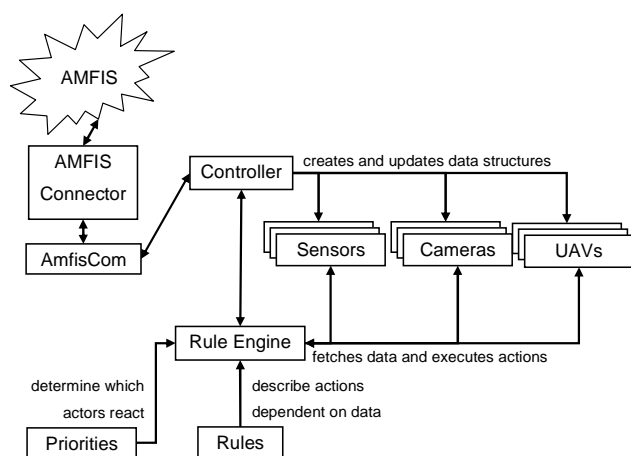 AMFIS
AMFIS
Connector
AmfisCom
Controller
creates and updates data structures
Sensors
Cameras
UAVs
Rule Engine
fetches data and executes actions
determine which
actors react
describe actions
dependent on data
Priorities
Rules